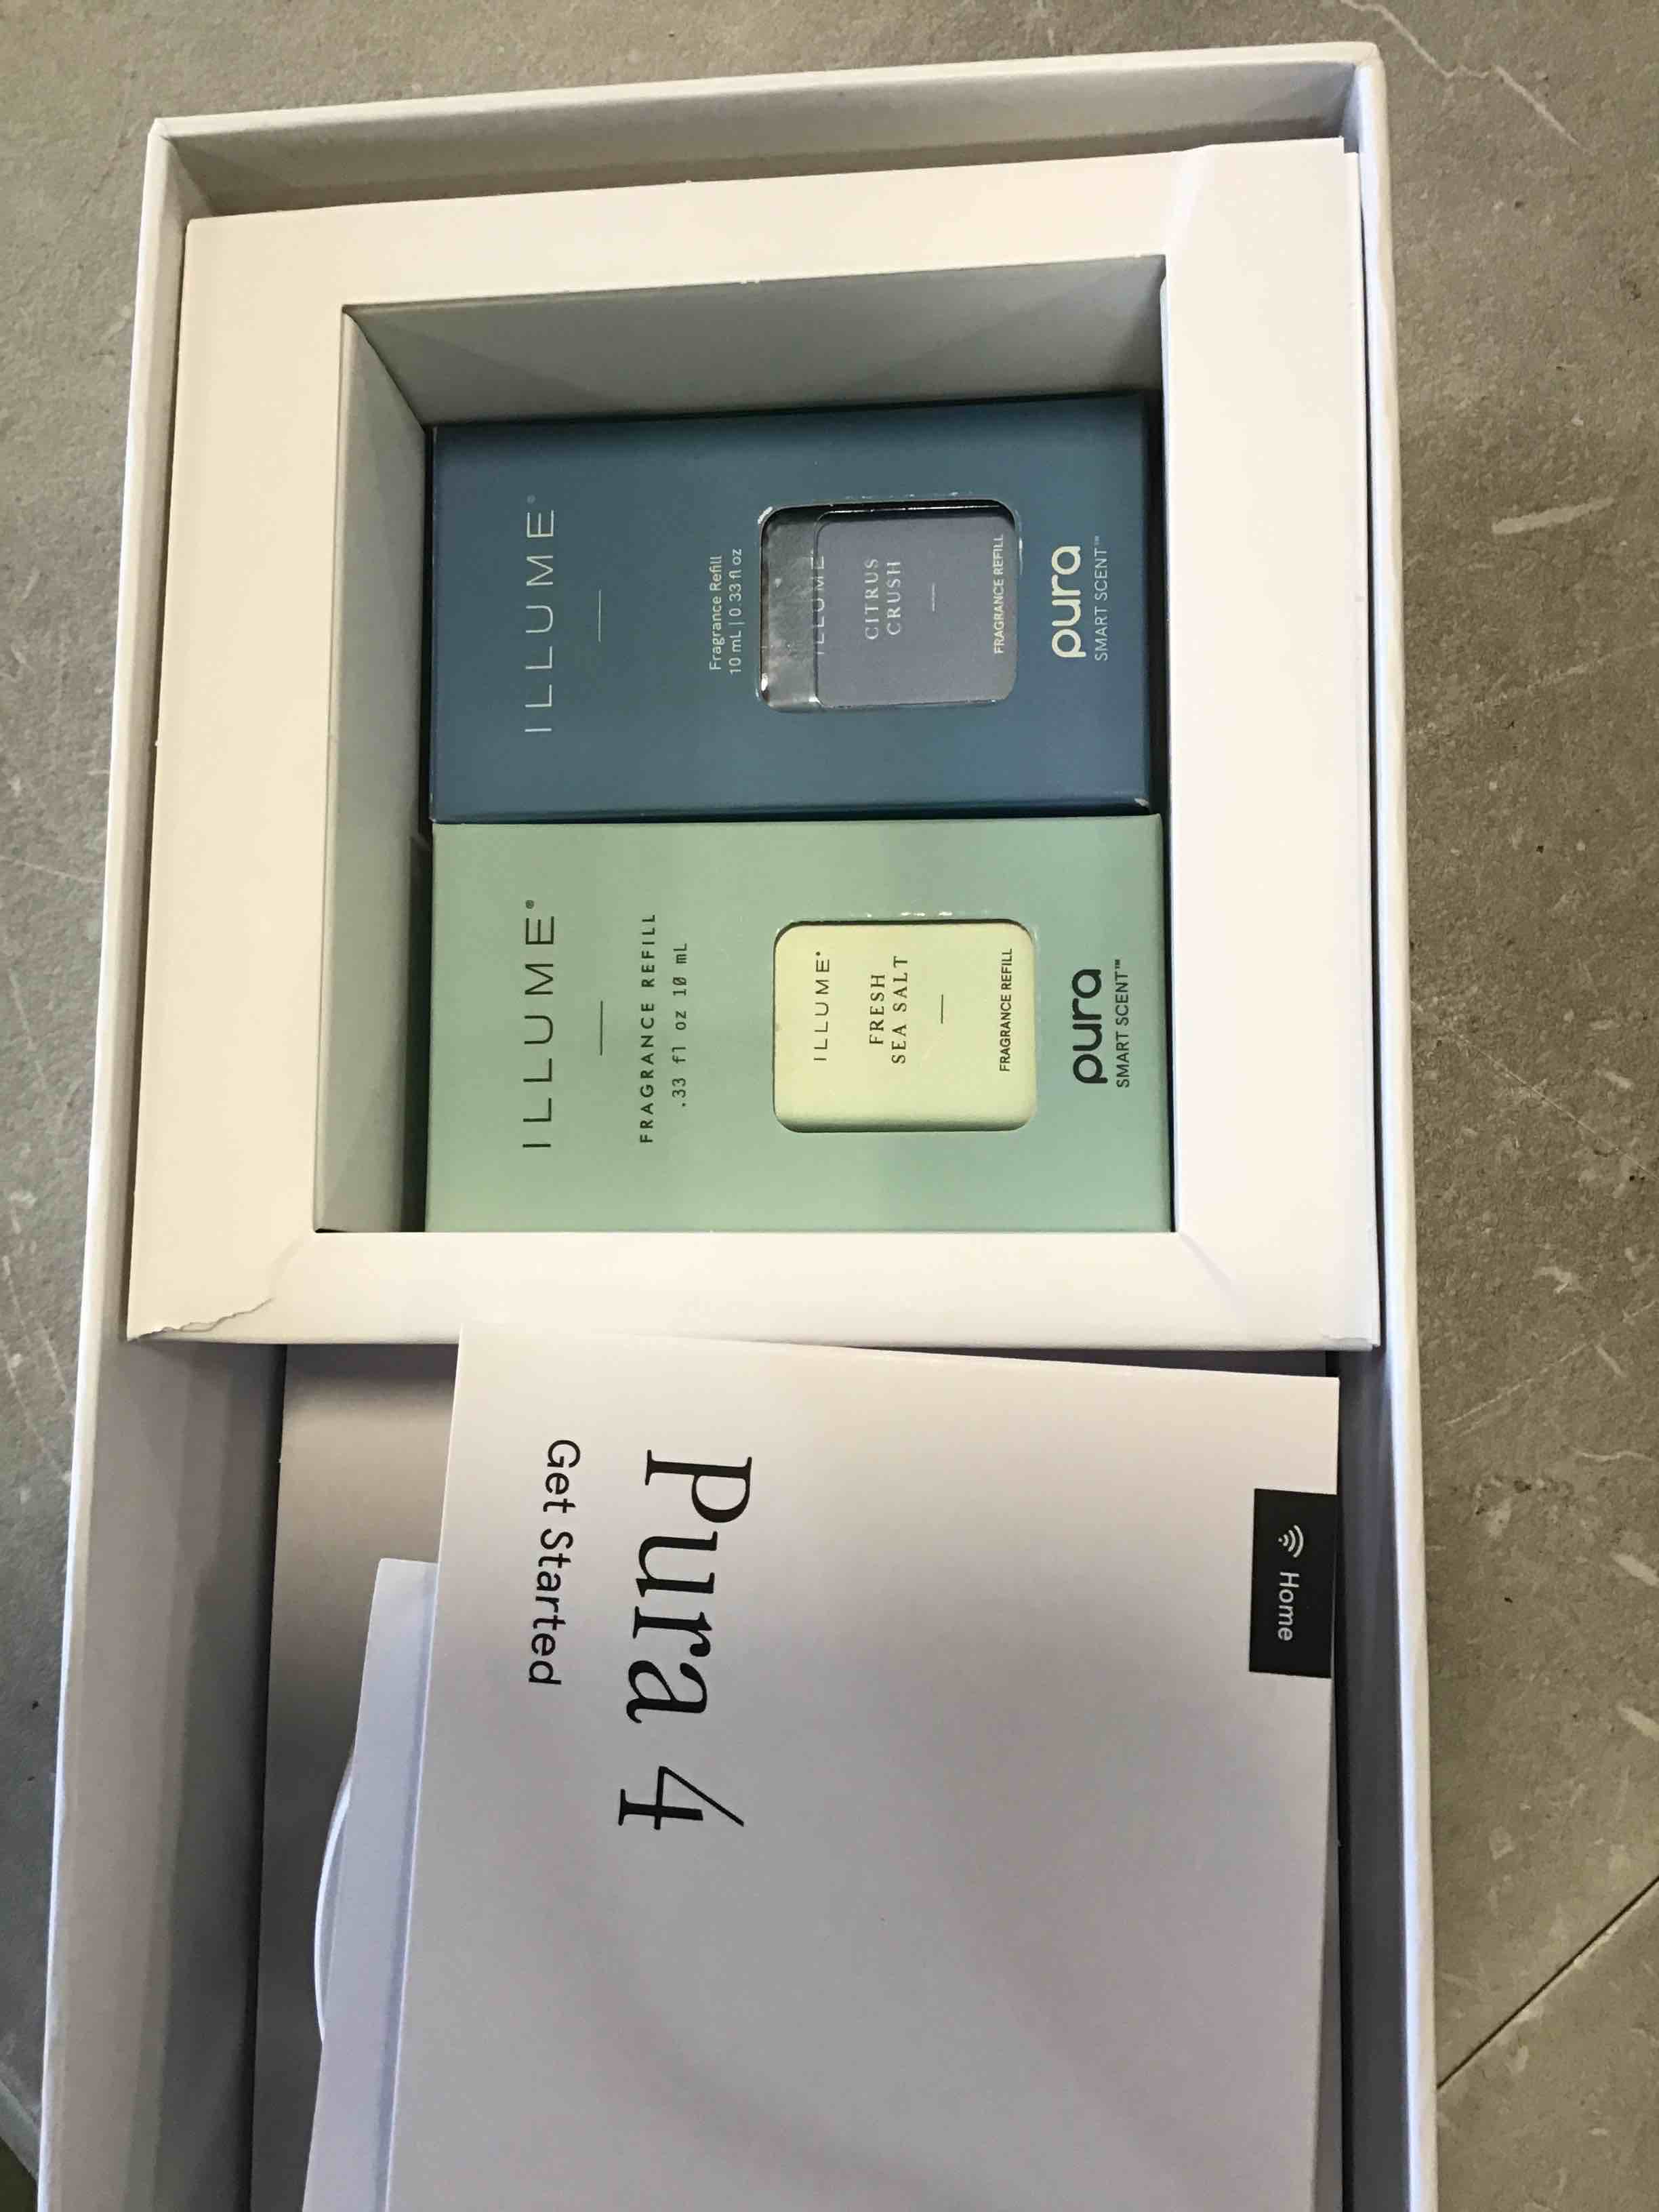 ILLUME®
Fragrance Refill
10 mL | 0.33 fl oz
ILLUME
CITRUS
CRUSH
FRAGRANCE REFILL
pura
SMART SCENT™
ILLUME®
FRAGRANCE REFILL
.33 fl oz 10 mL
ILLUME®
FRESH
SEA SALT
FRAGRANCE REFILL
pura
SMART SCENT™
Home
Pura 4
Get Started